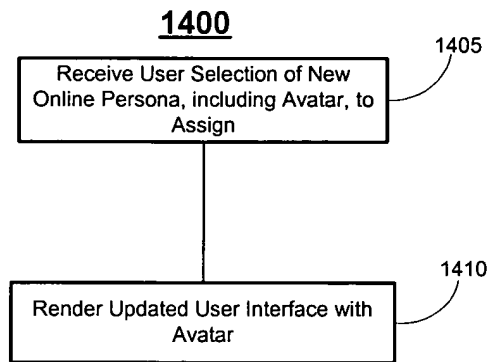 1400
1405
Receive User Selection of New
Online Persona, including Avatar, to
Assign
1410
Render Updated User Interface with
Avatar